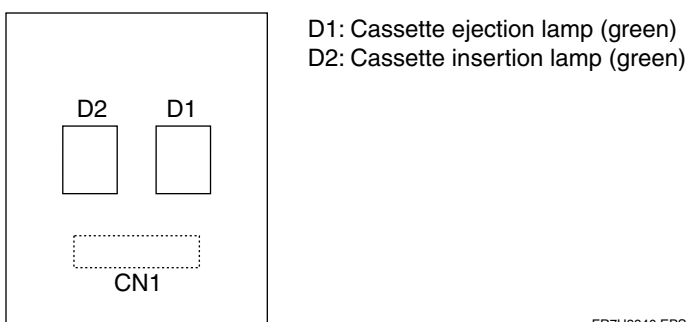 D1: Cassette ejection lamp (green)
D2: Cassette insertion lamp (green)
D2 D1
CN1